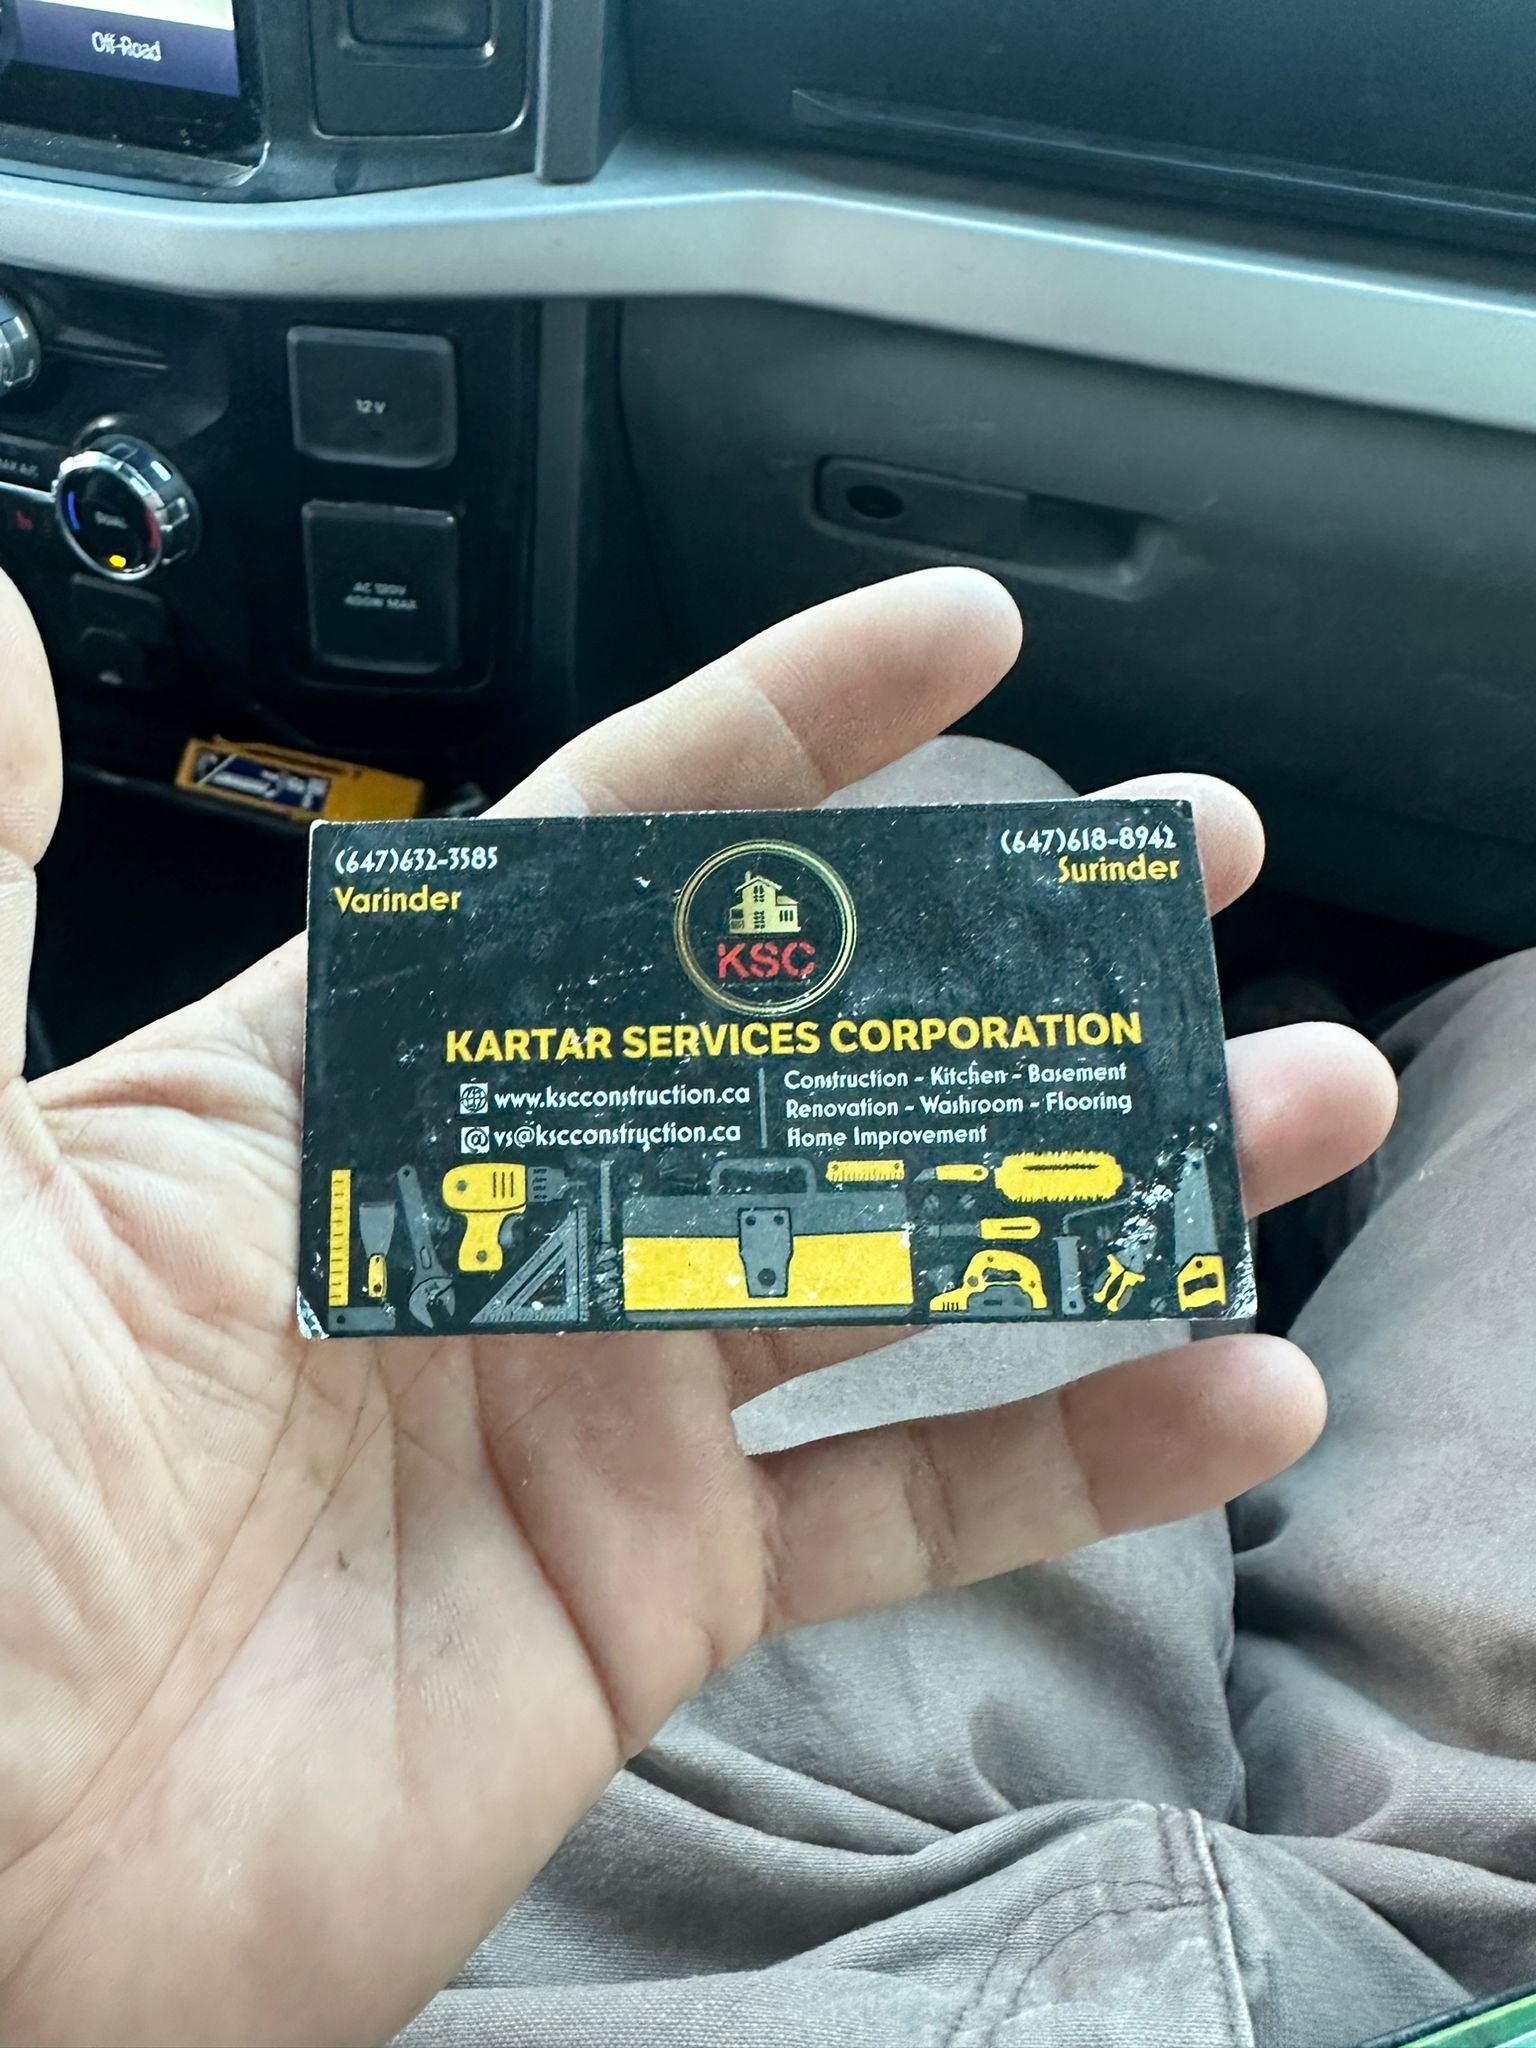 Off-Road
12V
DUAL
AC 120V
400W MAX
(647)632-3585
Varinder
(647)618-8942
Surinder
KSC
KARTAR SERVICES CORPORATION
www.kscconstruction.ca
vs@kscconstruction.ca
Construction - Kitchen - Basement
Renovation - Washroom - Flooring
Home Improvement